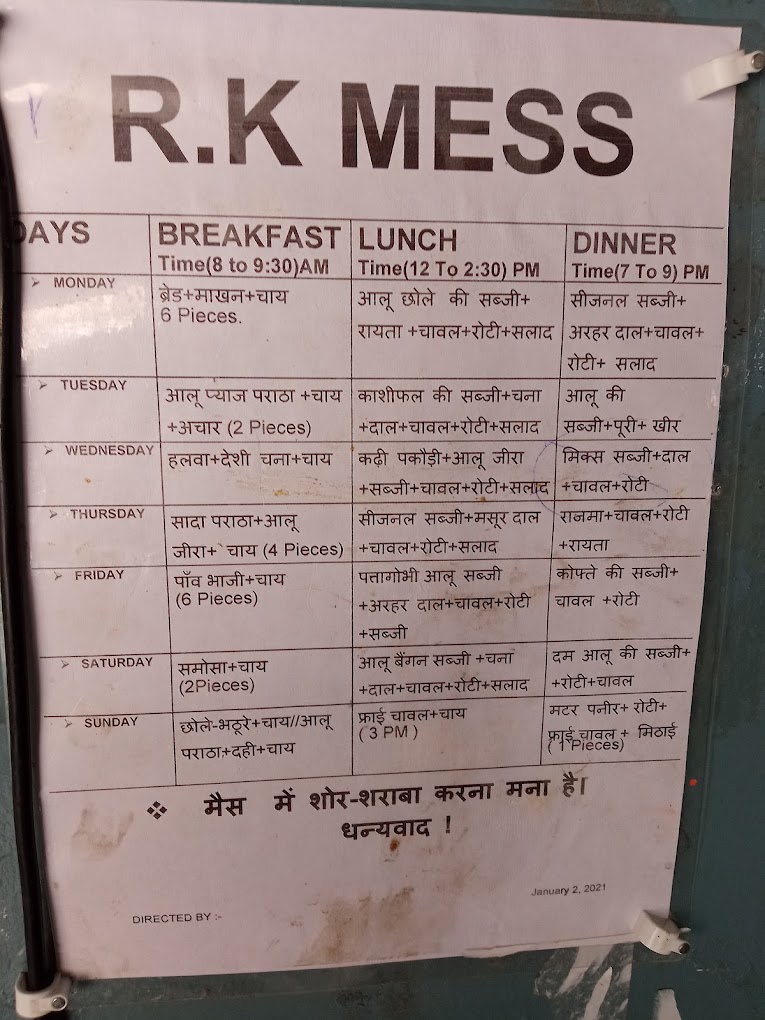 R.K MESS
DAYS BREAKFAST LUNCH DINNER
Time(8 to 9:30)AM Time(12 To 2:30) PM Time(7 To 9) PM
➢ MONDAY
ब्रेड+माखन+चाय
6 Pieces.
आलू छोले की सब्जी+
रायता +चावल+रोटी+सलाद
सीजनल सब्जी+
अरहर दाल+चावल+
रोटी+ सलाद
➢ TUESDAY
आलू प्याज पराठा +चाय
+अचार (2 Pieces)
काशीफल की सब्जी+चना
+दाल+चावल+रोटी+सलाद
आलू की
सब्जी+पूरी+ खीर
➢ WEDNESDAY
हलवा+देशी चना+चाय
कढ़ी पकौड़ी+आलू जीरा
+सब्जी+चावल+रोटी+सलाद
मिक्स सब्जी+दाल
+चावल+रोटी
➢ THURSDAY
सादा पराठा+आलू
जीरा+` चाय (4 Pieces)
सीजनल सब्जी+मसूर दाल
+चावल+रोटी+सलाद
राजमा+चावल+रोटी
+रायता
➢ FRIDAY
पॉव भाजी+चाय
(6 Pieces)
पत्तागोभी आलू सब्जी
+अरहर दाल+चावल+रोटी
+सब्जी
कोफ्ते की सब्जी+
चावल +रोटी
➢ SATURDAY
समोसा+चाय
(2Pieces)
आलू बैंगन सब्जी +चना
+दाल+चावल+रोटी+सलाद
दम आलू की सब्जी+
+रोटी+चावल
➢ SUNDAY
छोले-भठूरे+चाय//आलू
पराठा+दही+चाय
फ्राई चावल+चाय
( 3 PM )
मटर पनीर+ रोटी+
फ्राई चावल + मिठाई
( 1 Pieces)
❖ मैस में शोर-शराबा करना मना है।
धन्यवाद !
January 2, 2021
DIRECTED BY :-